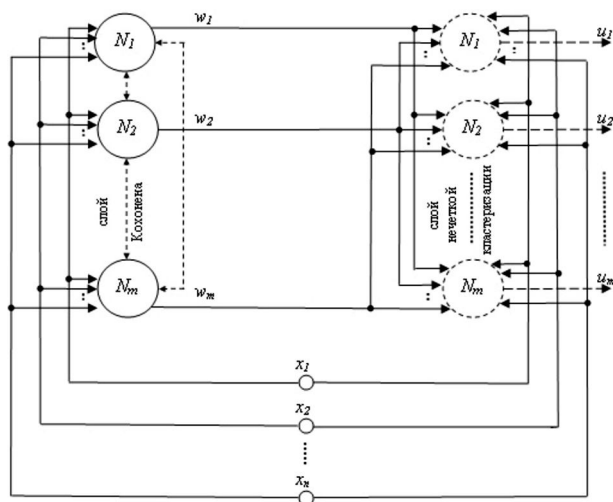 N1 w1 N1 u1
N2 w2 N2 u2
слой
Кохонена
слой
нечеткой
кластеризации
Nm wm Nm um
x1
x2
xn